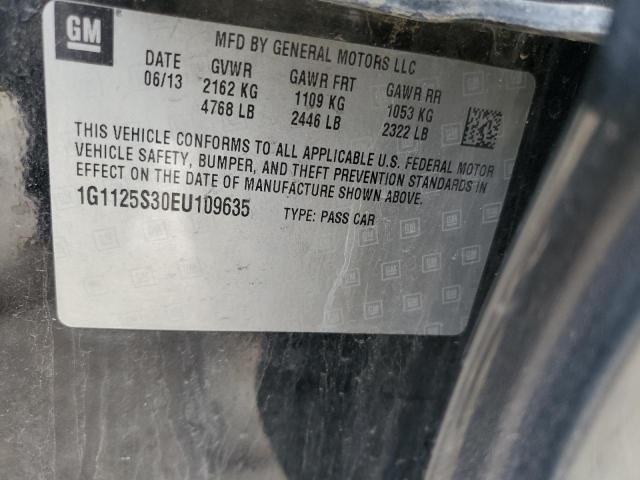 GM
MFD BY GENERAL MOTORS LLC
DATE GVWR GAWR FRT GAWR RR
06/13 2162 KG 1109 KG 1053 KG
4768 LB 2446 LB 2322 LB
THIS VEHICLE CONFORMS TO ALL APPLICABLE U.S. FEDERAL MOTOR
VEHICLE SAFETY, BUMPER, AND THEFT PREVENTION STANDARDS IN
EFFECT ON THE DATE OF MANUFACTURE SHOWN ABOVE.
1G1125S30EU109635 TYPE: PASS CAR